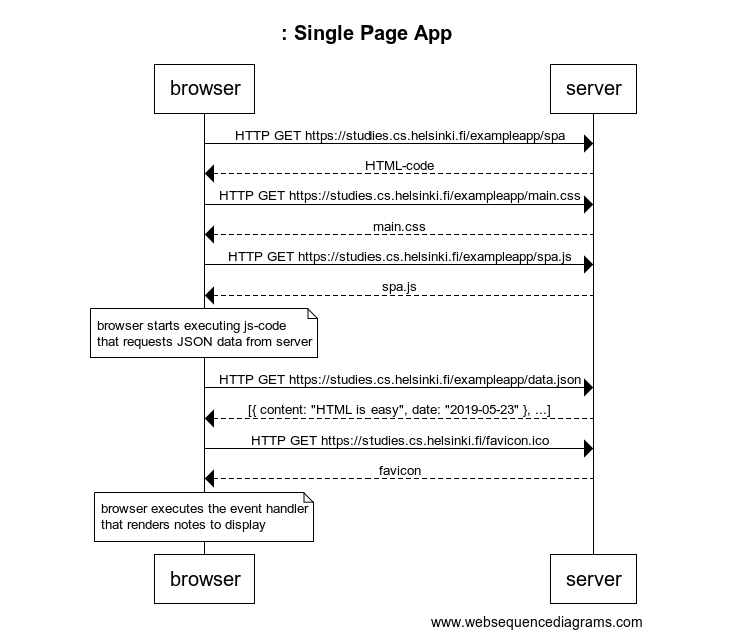 : Single Page App
browser
server
HTTP GET https://studies.cs.helsinki.fi/exampleapp/spa
HTML-code
HTTP GET https://studies.cs.helsinki.fi/exampleapp/main.css
main.css
HTTP GET https://studies.cs.helsinki.fi/exampleapp/spa.js
spa.js
browser starts executing js-code
that requests JSON data from server
HTTP GET https://studies.cs.helsinki.fi/exampleapp/data.json
[{ content: "HTML is easy", date: "2019-05-23" }, ...]
HTTP GET https://studies.cs.helsinki.fi/favicon.ico
favicon
browser executes the event handler
that renders notes to display
browser
server
www.websequencediagrams.com